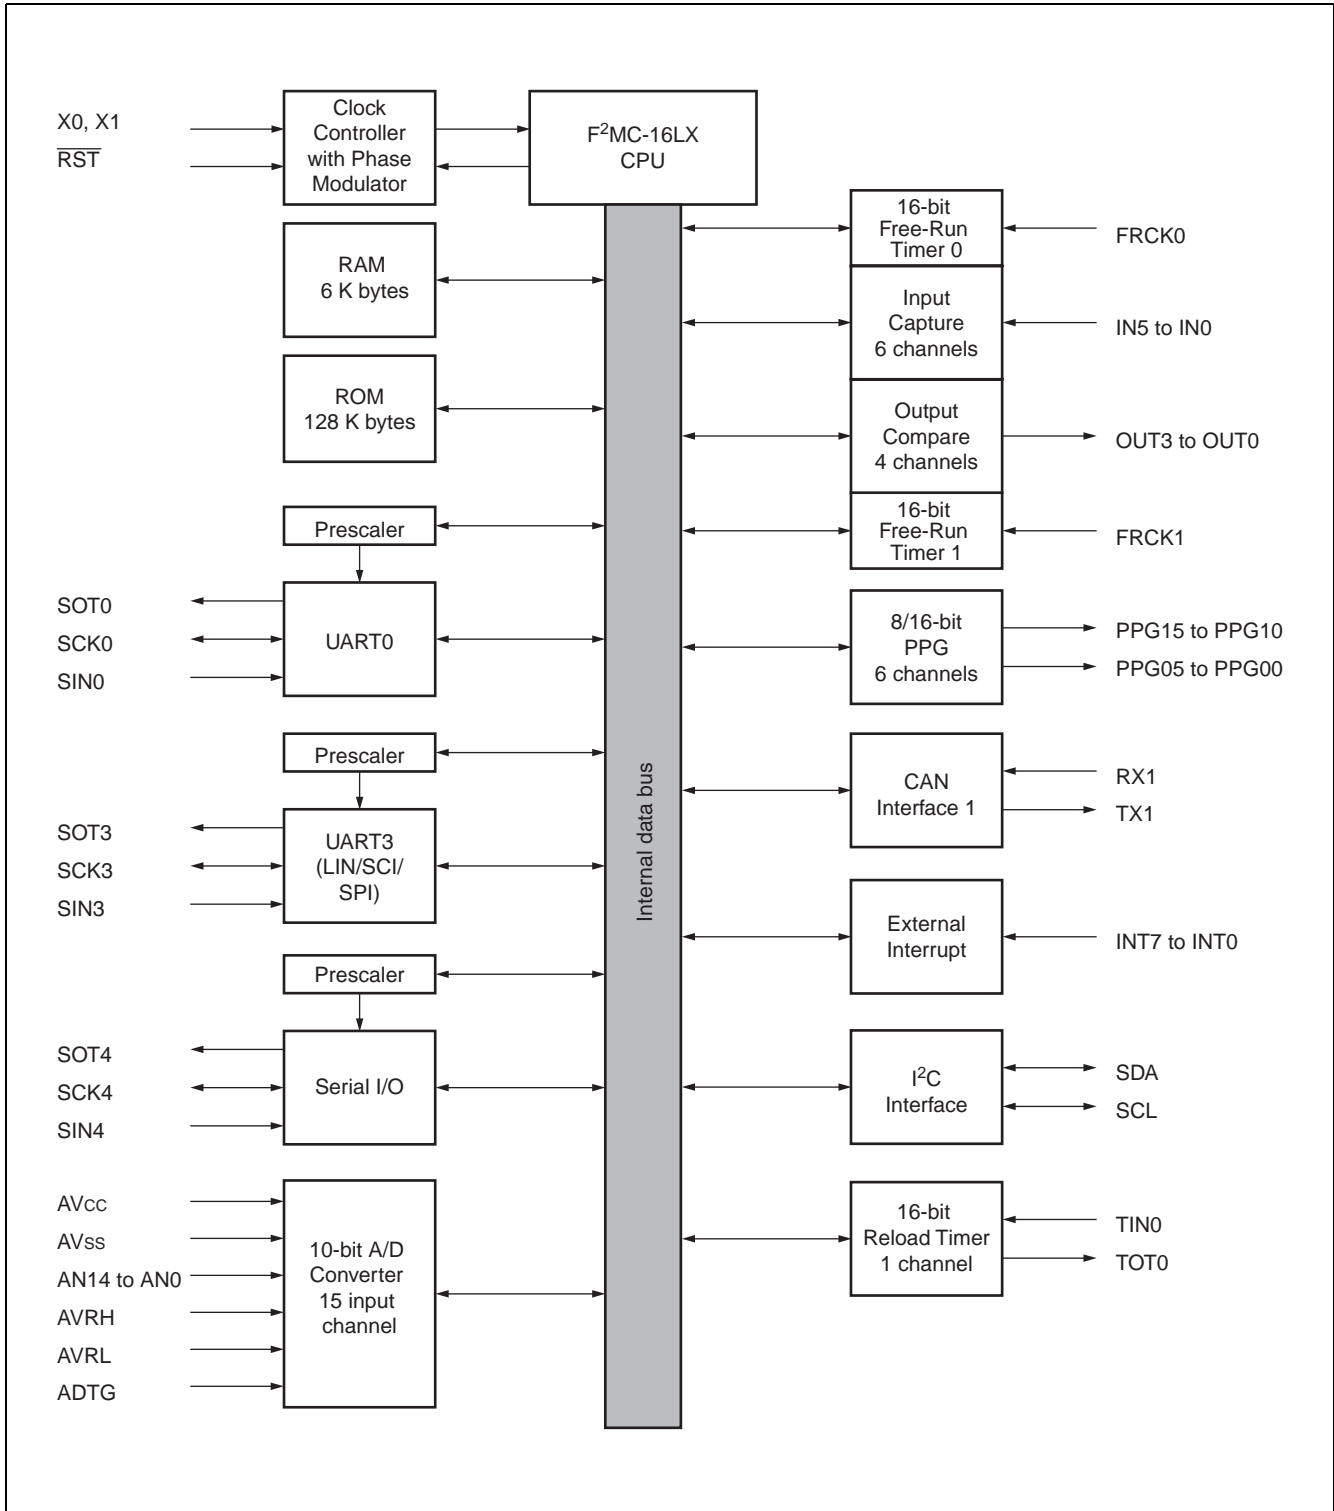 X0, X1
RST
Clock
Controller
with Phase
Modulator
F²MC-16LX
CPU
RAM
6 K bytes
ROM
128 K bytes
Prescaler
SOT0
SCK0
SIN0
UART0
Prescaler
SOT3
SCK3
SIN3
UART3
(LIN/SCI/
SPI)
Prescaler
SOT4
SCK4
SIN4
Serial I/O
AVcc
AVss
AN14 to AN0
AVRH
AVRL
ADTG
10-bit A/D
Converter
15 input
channel
Internal data bus
16-bit
Free-Run
Timer 0
FRCK0
Input
Capture
6 channels
IN5 to IN0
Output
Compare
4 channels
OUT3 to OUT0
16-bit
Free-Run
Timer 1
FRCK1
8/16-bit
PPG
6 channels
PPG15 to PPG10
PPG05 to PPG00
CAN
Interface 1
RX1
TX1
External
Interrupt
INT7 to INT0
I²C
Interface
SDA
SCL
16-bit
Reload Timer
1 channel
TIN0
TOT0